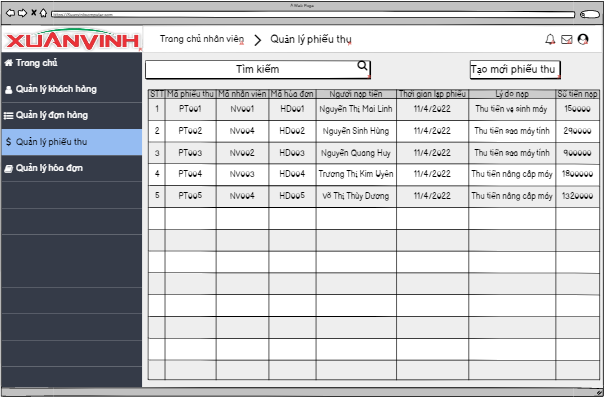 A Web Page
https://xuanvinhcomputer.com
XUÂNVINH
Trang chủ nhân viên > Quản lý phiếu thu
Trang chủ
Quản lý khách hàng
Quản lý đơn hàng
$ Quản lý phiếu thu
Quản lý hóa đơn
Tìm kiếm
Tạo mới phiếu thu
STT Mã phiếu thu Mã nhân viên Mã hóa đơn Người nạp tiền Thời gian lập phiếu Lý do nạp Số tiền nạp
1 PT001 NV001 HD001 Nguyễn Thị Mai Linh 11/4/2022 Thu tiền vệ sinh máy 150000
2 PT002 NV004 HD002 Nguyễn Sinh Hùng 11/4/2022 Thu tiền sao máy tính 290000
3 PT003 NV002 HD003 Nguyễn Quang Huy 11/4/2022 Thu tiền sao máy tính 900000
4 PT004 NV003 HD004 Trương Thị Kim Uyên 11/4/2022 Thu tiền nâng cấp máy 1800000
5 PT005 NV004 HD005 Võ Thị Thùy Dương 11/4/2022 Thu tiền nâng cấp máy 1320000